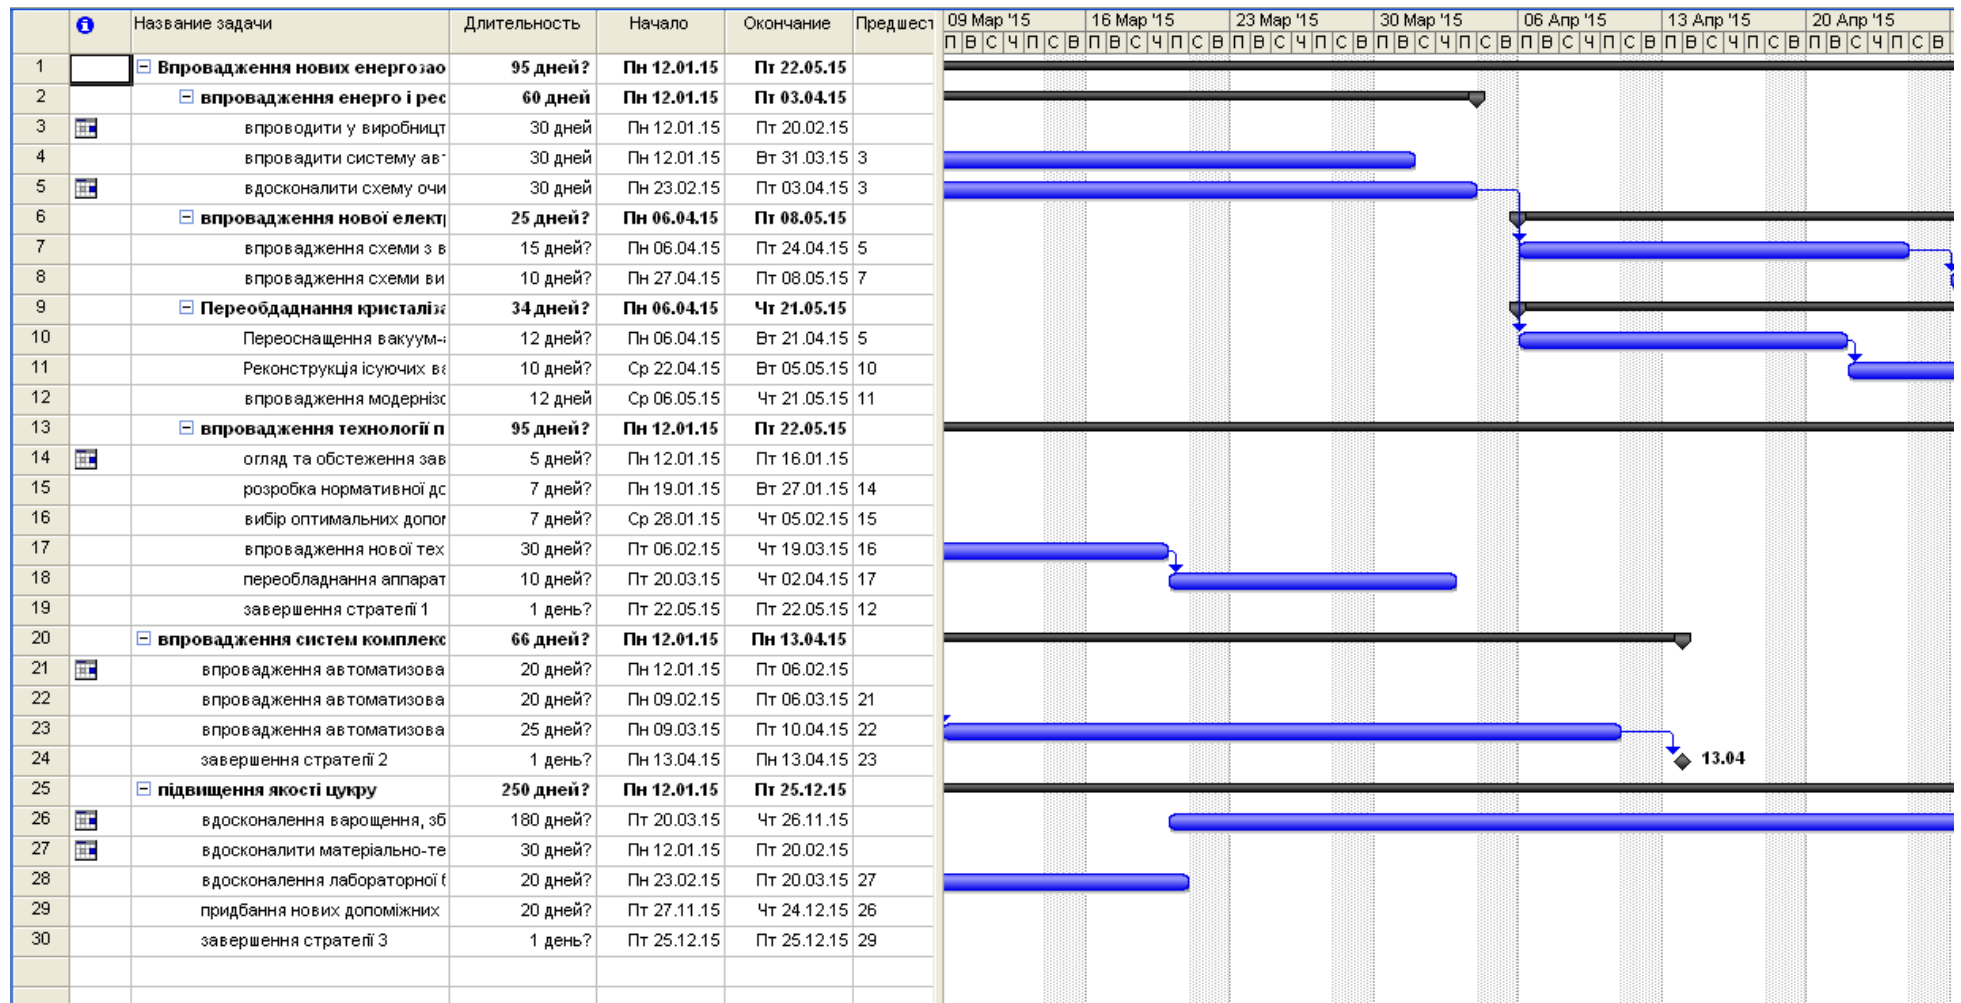 Название задачи Длительность Начало Окончание Предшест 09 Мар '15 16 Мар '15 23 Мар '15 30 Мар '15 06 Апр '15 13 Апр '15 20 Апр '15
П В С Ч П С В П В С Ч П С В П В С Ч П С В П В С Ч П С В П В С Ч П С В П В С Ч П С В П В С Ч П С В
1 Впровадження нових енергозао 95 дней? Пн 12.01.15 Пт 22.05.15
2 впровадження енерго і рес 60 дней Пн 12.01.15 Пт 03.04.15
3 впроводити у виробницт 30 дней Пн 12.01.15 Пт 20.02.15
4 впровадити систему авт 30 дней Пн 12.01.15 Вт 31.03.15 3
5 вдосконалити схему очи 30 дней Пн 23.02.15 Пт 03.04.15 3
6 впровадження нової елект 25 дней? Пн 06.04.15 Пт 08.05.15
7 впровадження схеми з в 15 дней? Пн 06.04.15 Пт 24.04.15 5
8 впровадження схеми ви 10 дней? Пн 27.04.15 Пт 08.05.15 7
9 Переобдаднання кристаліза 34 дней? Пн 06.04.15 Чт 21.05.15
10 Переоснащення вакуум- 12 дней? Пн 06.04.15 Вт 21.04.15 5
11 Реконструкція ісуючих ва 10 дней? Ср 22.04.15 Вт 05.05.15 10
12 впровадження модернізс 12 дней Ср 06.05.15 Чт 21.05.15 11
13 впровадження технології п 95 дней? Пн 12.01.15 Пт 22.05.15
14 огляд та обстеження зав 5 дней? Пн 12.01.15 Пт 16.01.15
15 розробка нормативної дс 7 дней? Пн 19.01.15 Вт 27.01.15 14
16 вибір оптимальних допог 7 дней? Ср 28.01.15 Чт 05.02.15 15
17 впровадження нової тех 30 дней? Пт 06.02.15 Чт 19.03.15 16
18 переобладнання аппарат 10 дней? Пт 20.03.15 Чт 02.04.15 17
19 завершення стратегії 1 1 день? Пт 22.05.15 Пт 22.05.15 12
20 впровадження систем комплекс 66 дней? Пн 12.01.15 Пн 13.04.15
21 впровадження автоматизова 20 дней? Пн 12.01.15 Пт 06.02.15
22 впровадження автоматизова 20 дней? Пн 09.02.15 Пт 06.03.15 21
23 впровадження автоматизова 25 дней? Пн 09.03.15 Пт 10.04.15 22
24 завершення стратегії 2 1 день? Пн 13.04.15 Пн 13.04.15 23 13.04
25 підвищення якості цукру 250 дней? Пн 12.01.15 Пт 25.12.15
26 вдосконалення варощення, зб 180 дней? Пт 20.03.15 Чт 26.11.15
27 вдосконалити матеріально-те 30 дней? Пн 12.01.15 Пт 20.02.15
28 вдосконалення лабораторної б 20 дней? Пн 23.02.15 Пт 20.03.15 27
29 придбання нових допоміжних 20 дней? Пт 27.11.15 Чт 24.12.15 26
30 завершення стратегії 3 1 день? Пт 25.12.15 Пт 25.12.15 29